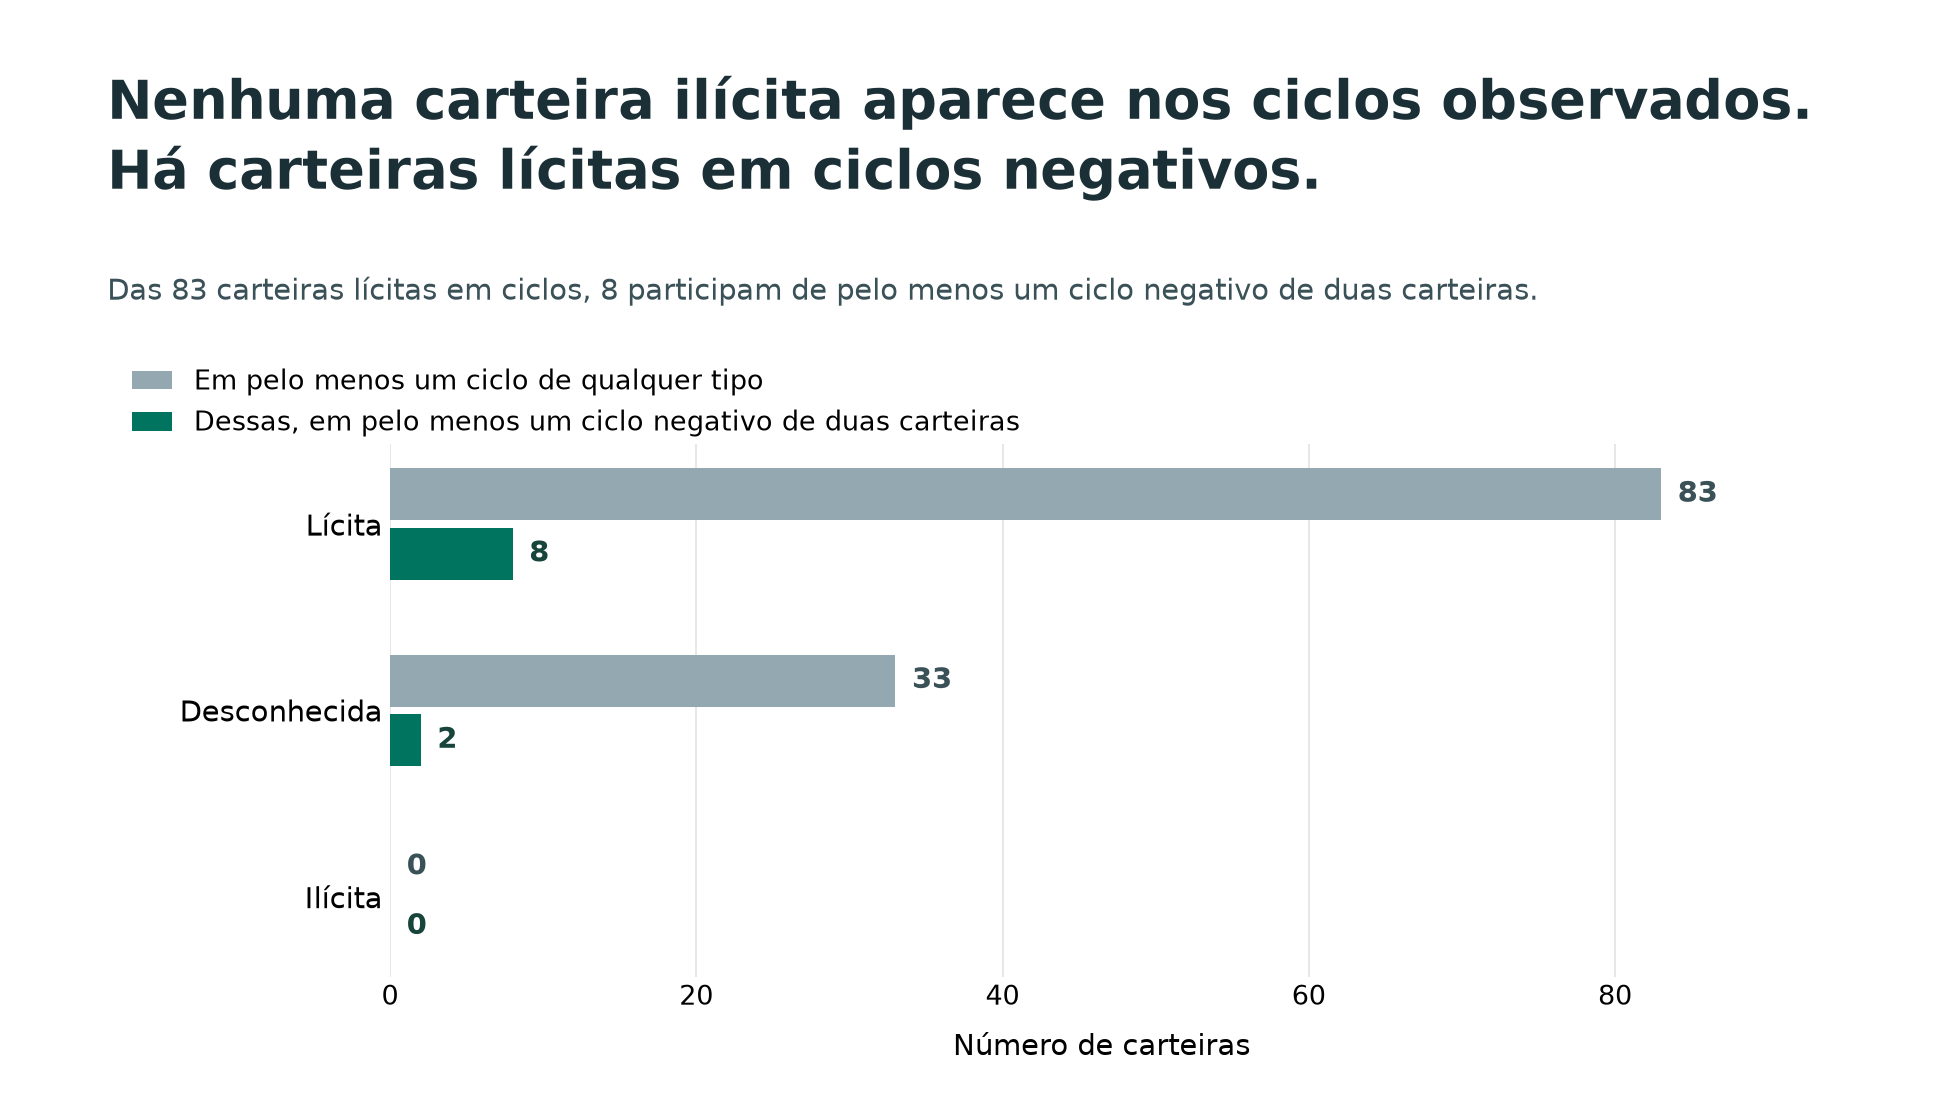 Nenhuma carteira ilícita aparece nos ciclos observados.
Há carteiras lícitas em ciclos negativos.
Das 83 carteiras lícitas em ciclos, 8 participam de pelo menos um ciclo negativo de duas carteiras.
Em pelo menos um ciclo de qualquer tipo
Dessas, em pelo menos um ciclo negativo de duas carteiras
83
Lícita
8
33
Desconhecida
2
0
Ilícita
0
0 20 40 60 80
Número de carteiras